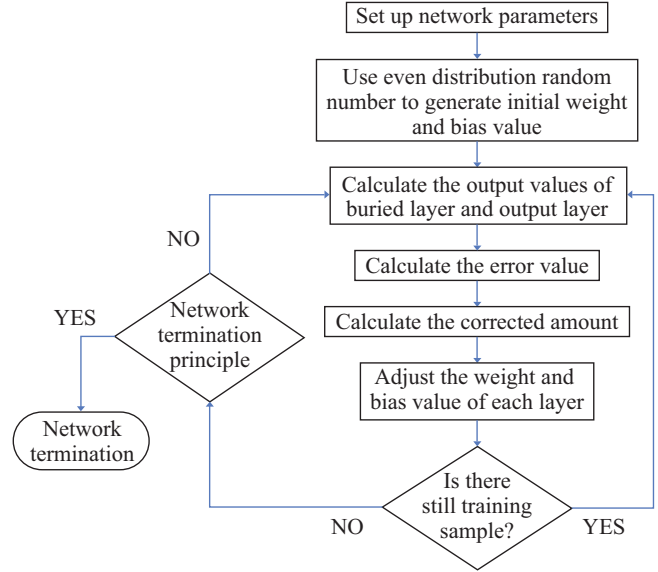 Set up network parameters
Use even distribution random
number to generate initial weight
and bias value
Calculate the output values of
buried layer and output layer
NO
Calculate the error value
YES
Network
termination
principle
Calculate the corrected amount
Adjust the weight and
bias value of each layer
Network
termination
Is there
still training
sample?
NO
YES